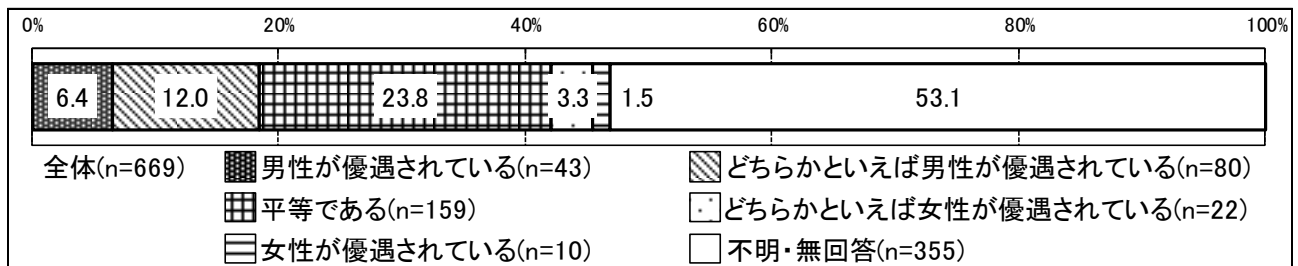 0% 20% 40% 60% 80% 100%
6.4 12.0 23.8 3.3 1.5 53.1
全体(n=669) 男性が優遇されている(n=43) どちらかといえば男性が優遇されている(n=80)
平等である(n=159) どちらかといえば女性が優遇されている(n=22)
女性が優遇されている(n=10) 不明・無回答(n=355)